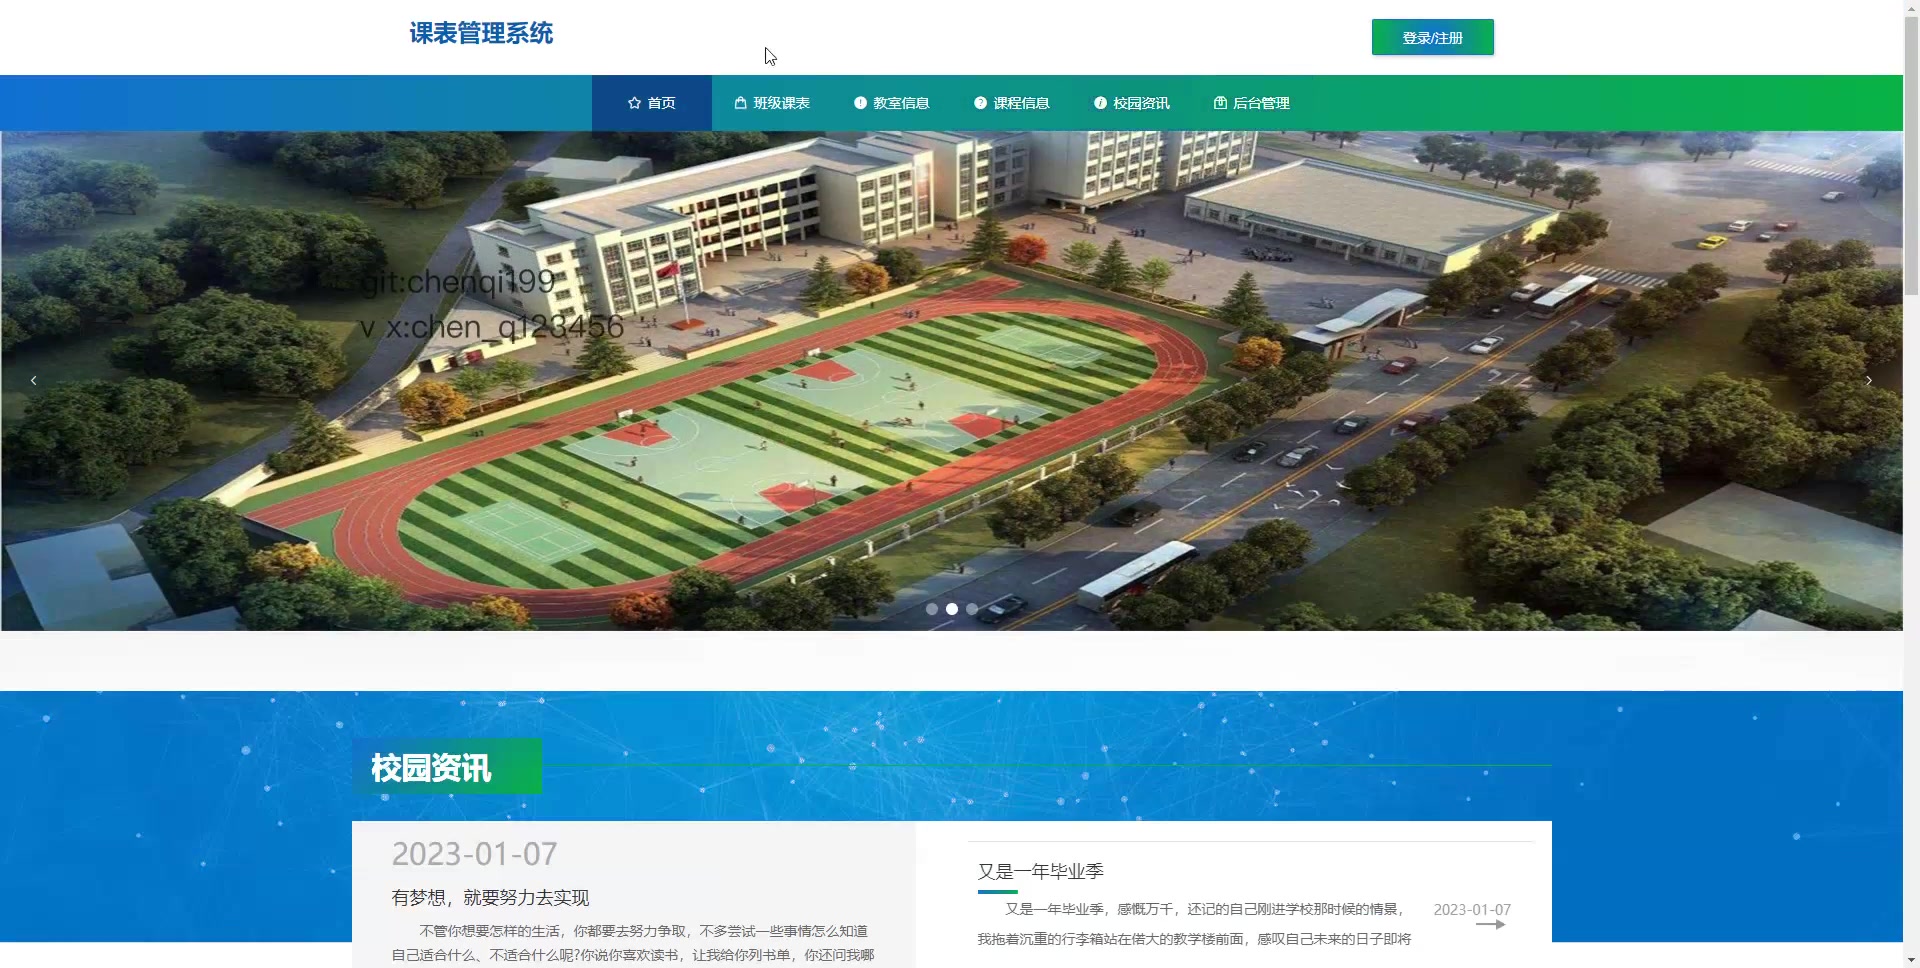 课表管理系统
登录/注册
首页
班级课表
教室信息
课程信息
校园资讯
后台管理
git:chenqi199
v x:chen_q123456
校园资讯
2023-01-07
有梦想，就要努力去实现
不管你想要怎样的生活，你都要去努力争取，不多尝试一些事情怎么知道
自己适合什么、不适合什么呢?你说你喜欢读书，让我给你列书单，你还问我哪
又是一年毕业季
又是一年毕业季，感慨万千，还记的自己刚进学校那时候的情景，
我拖着沉重的行李箱站在偌大的教学楼前面，感叹自己未来的日子即将
2023-01-07